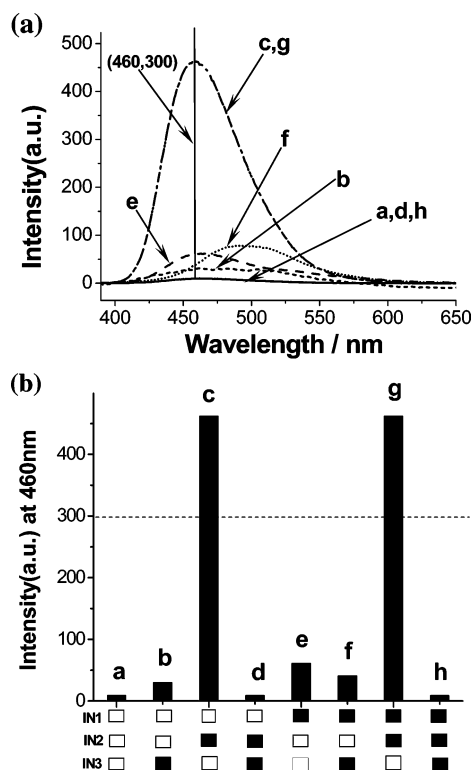 (a)
Intensity(a.u.)
500
400
300
200
100
0
(460,300)
c,g
f
b
e
a,d,h
400 450 500 550 600 650
Wavelength / nm
(b)
Intensity(a.u.) at 460nm
400
300
200
100
0
a b c d e f g h
IN1
IN2
IN3